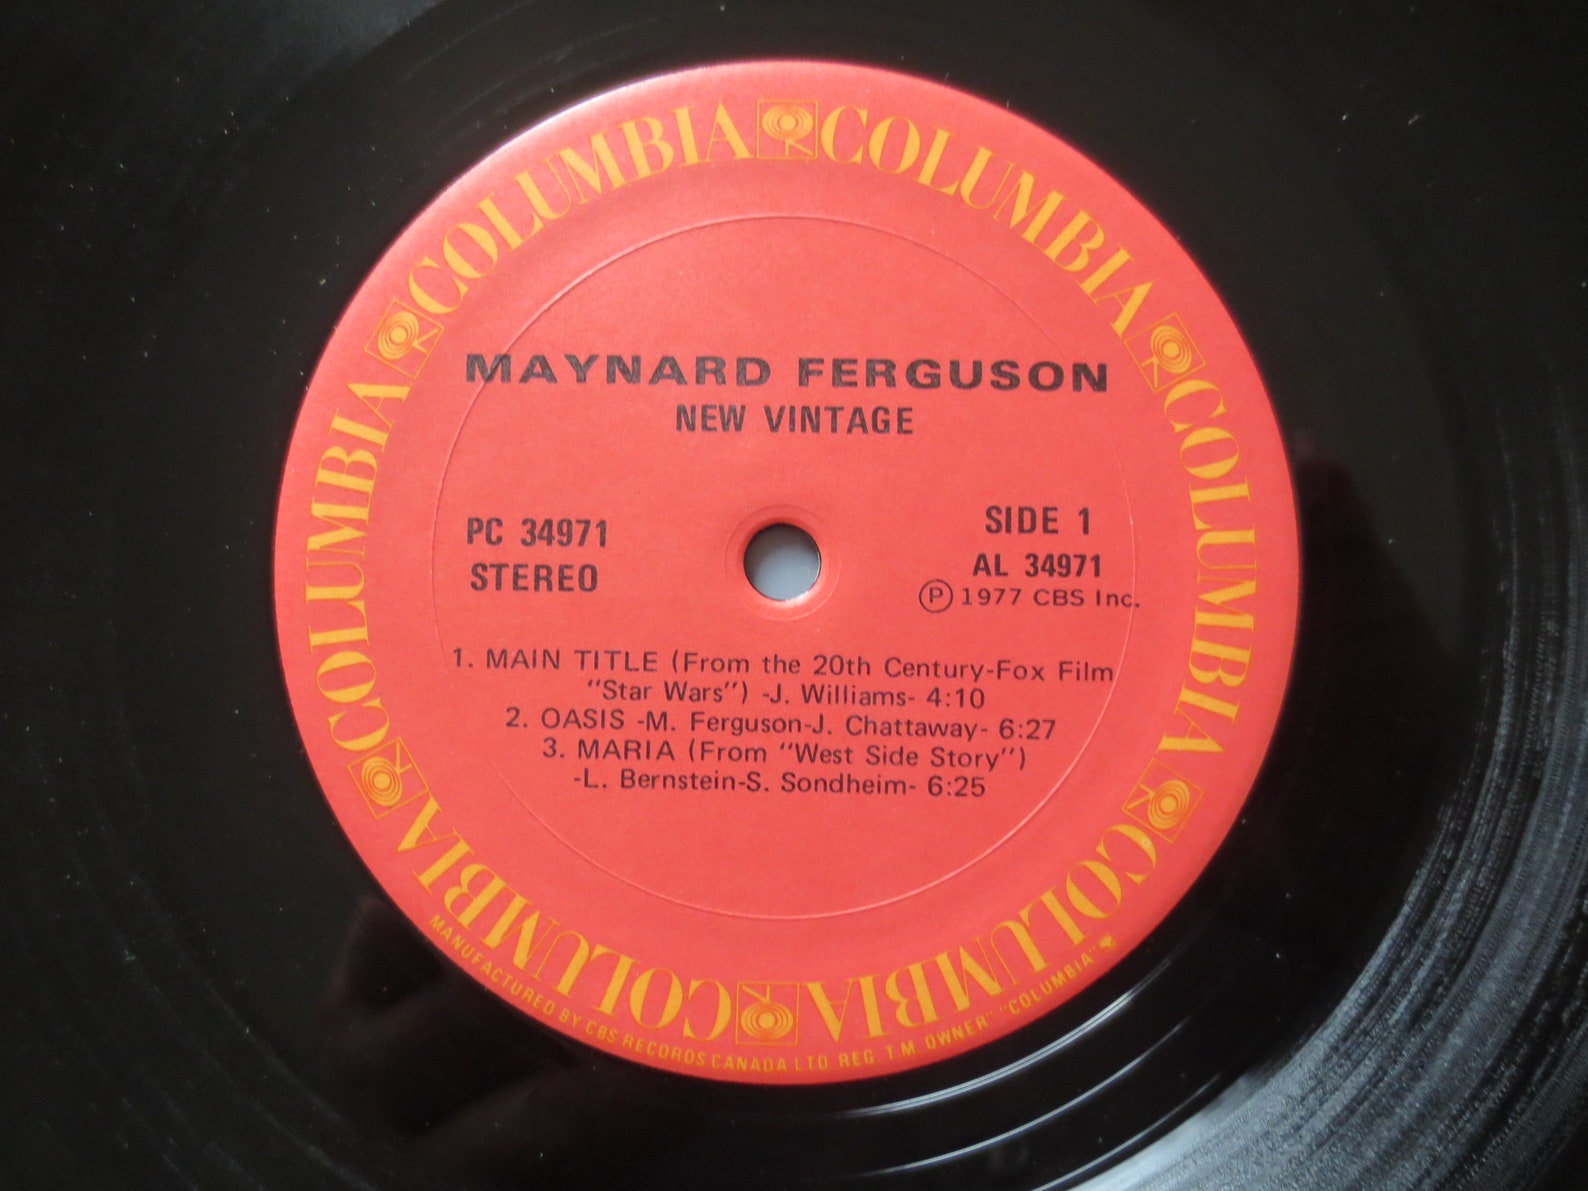 COLUMBIA COLUMBIA COLUMBIA COLUMBIA COLUMBIA COLUMBIA
MAYNARD FERGUSON
NEW VINTAGE
PC 34971
STEREO
SIDE 1
AL 34971
Ⓟ 1977 CBS Inc.
1. MAIN TITLE (From the 20th Century-Fox Film
"Star Wars") -J. Williams- 4:10
2. OASIS -M. Ferguson-J. Chattaway- 6:27
3. MARIA (From "West Side Story")
-L. Bernstein-S. Sondheim- 6:25
MANUFACTURED BY CBS RECORDS CANADA LTD. REG. T.M. OWNER "COLUMBIA"